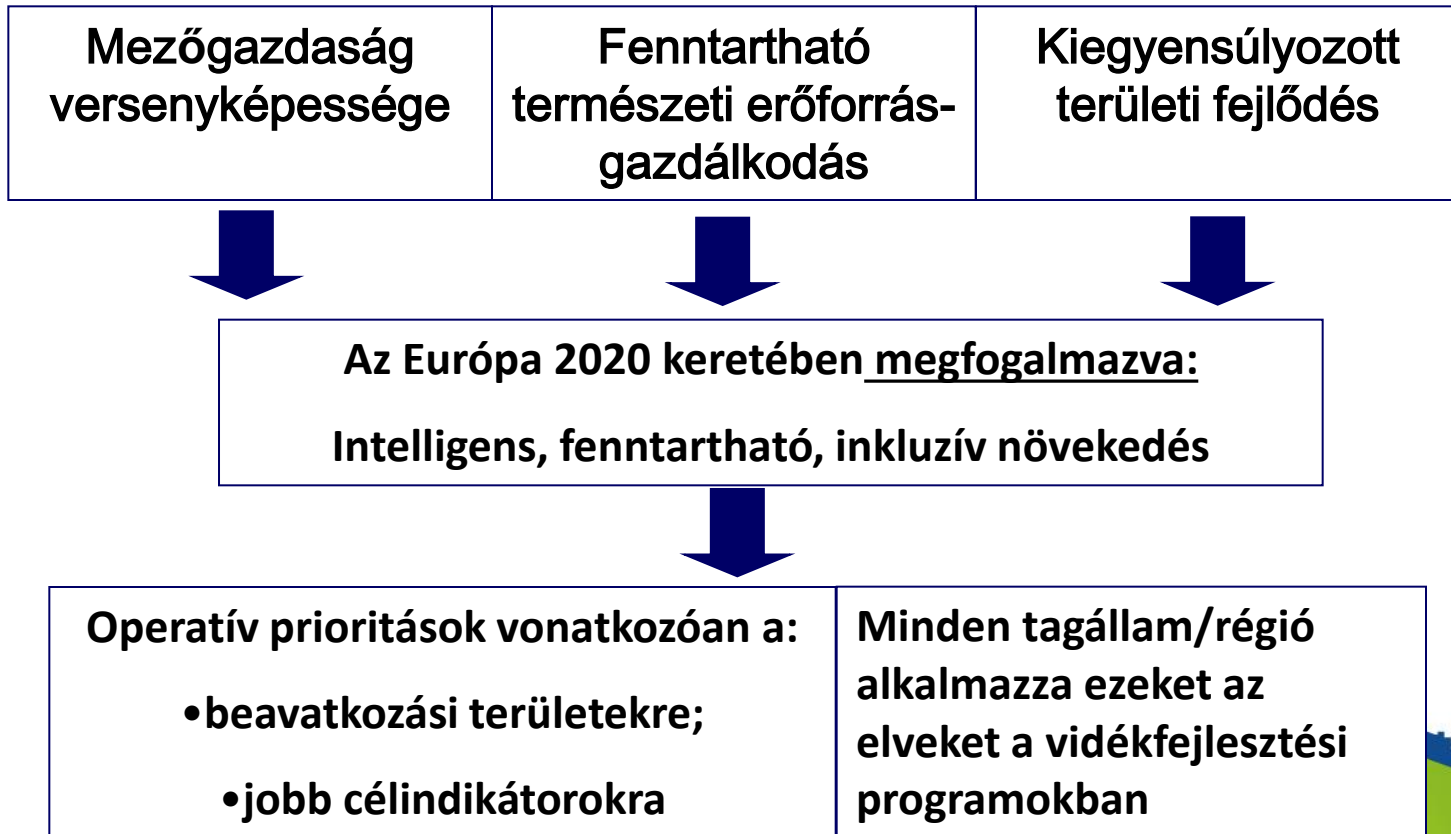 Mezőgazdaság
versenyképessége
Fenntartható
természeti erőforrás-
gazdálkodás
Kiegyensúlyozott
területi fejlődés
Az Európa 2020 keretében megfogalmazva:
Intelligens, fenntartható, inkluzív növekedés
Operatív prioritások vonatkozóan a:
•beavatkozási területekre;
•jobb célindikátorokra
Minden tagállam/régió
alkalmazza ezeket az
elveket a vidékfejlesztési
programokban